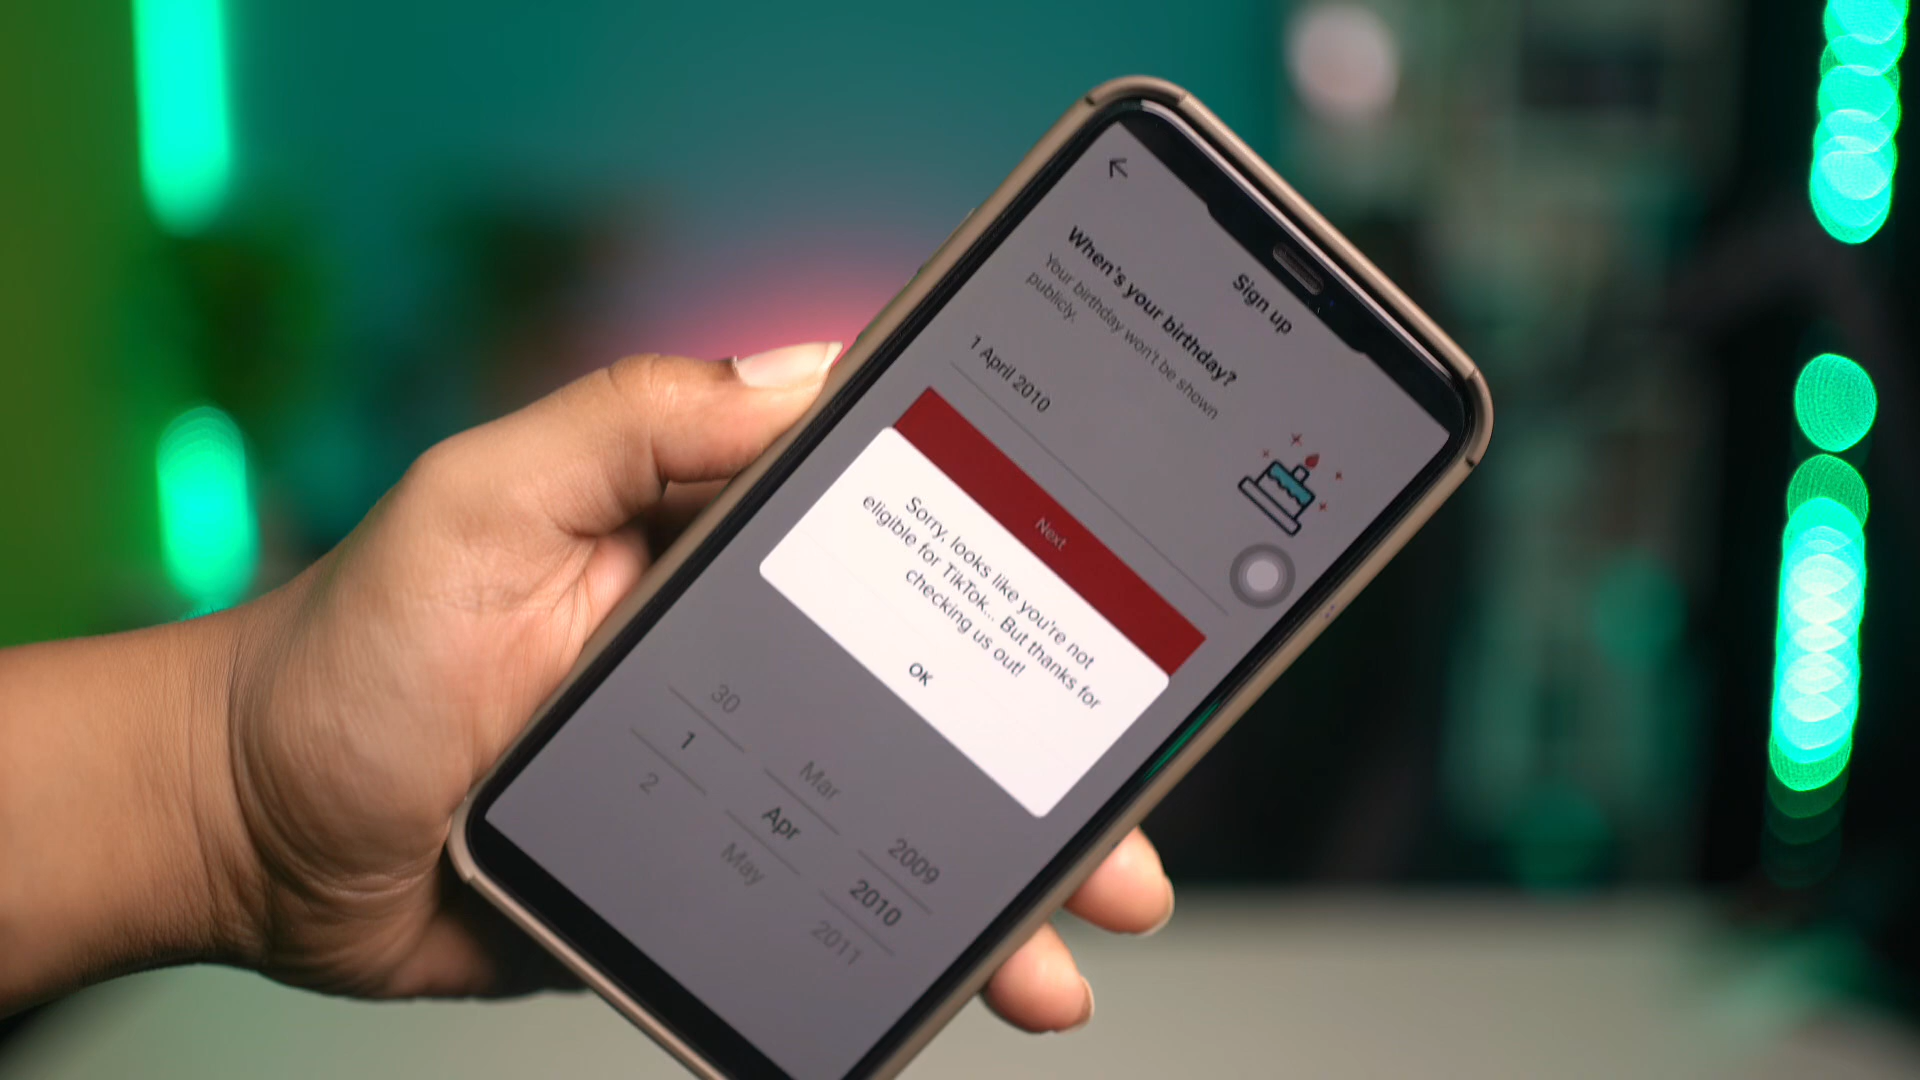 Sign up
When's your birthday?
Your birthday won't be shown
publicly.
1 April 2010
Next
Sorry, looks like you're not
eligible for TikTok... But thanks for
checking us out!
OK
30
1 Mar
2 Apr 2009
May 2010
2011